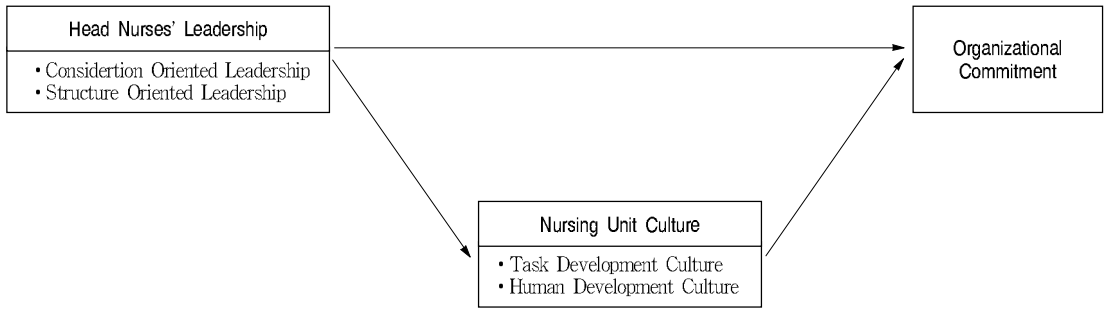 Head Nurses' Leadership
• Considertion Oriented Leadership
• Structure Oriented Leadership
Organizational
Commitment
Nursing Unit Culture
• Task Development Culture
• Human Development Culture